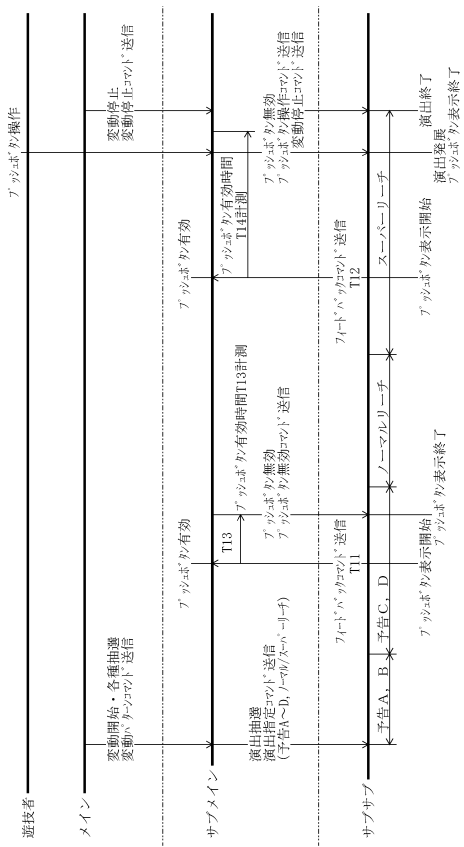 遊技者
プッシュボタン操作
メイン
変動開始・各種抽選
変動パターンコマンド送信
変動停止
変動停止コマンド送信
サブメイン
プッシュボタン有効
プッシュボタン有効
T13
プッシュボタン有効時間T13計測
プッシュボタン有効時間
T14計測
演出抽選
演出指定コマンド送信
(予告A~D,ノーマル/スーパーリーチ)
プッシュボタン無効
プッシュボタン無効コマンド送信
プッシュボタン無効
プッシュボタン操作コマンド送信
変動停止コマンド送信
フィードバックコマンド送信
T11
フィードバックコマンド送信
T12
サブサブ
予告A, B
予告C, D
ノーマルリーチ
スーパーリーチ
プッシュボタン表示開始
プッシュボタン表示終了
プッシュボタン表示開始
演出発展
プッシュボタン表示終了
演出終了